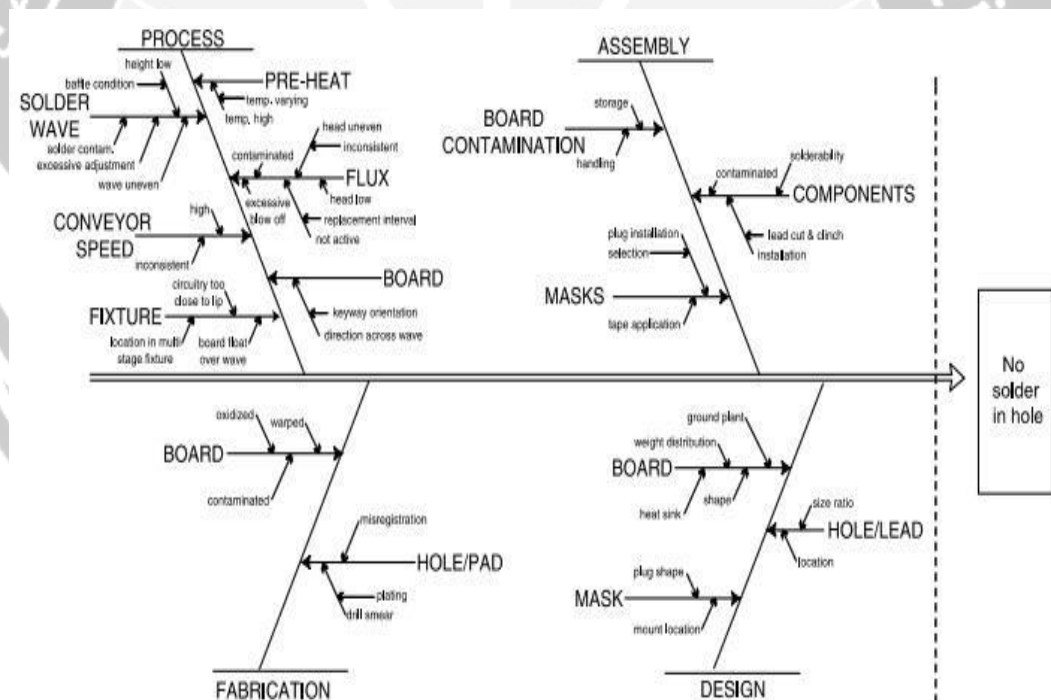 PROCESS
height low
baffle condition
SOLDER
WAVE
solder contam.
excessive adjustment
wave uneven
PRE-HEAT
temp. varying
temp. high
head uneven
inconsistent
contaminated
FLUX
excessive
blow off
head low
replacement interval
not active
CONVEYOR
SPEED
high
inconsistent
BOARD
keyway orientation
direction across wave
circuitry too
close to lip
FIXTURE
location in multi
stage fixture
board float
over wave
ASSEMBLY
storage
BOARD
CONTAMINATION
handling
solderability
contaminated
COMPONENTS
lead cut & clinch
installation
plug installation
selection
MASKS
tape application
No
solder
in hole
oxidized
warped
BOARD
contaminated
misregistration
HOLE/PAD
plating
drill smear
FABRICATION
ground plant
weight distribution
BOARD
heat sink
shape
size ratio
HOLE/LEAD
location
plug shape
MASK
mount location
DESIGN